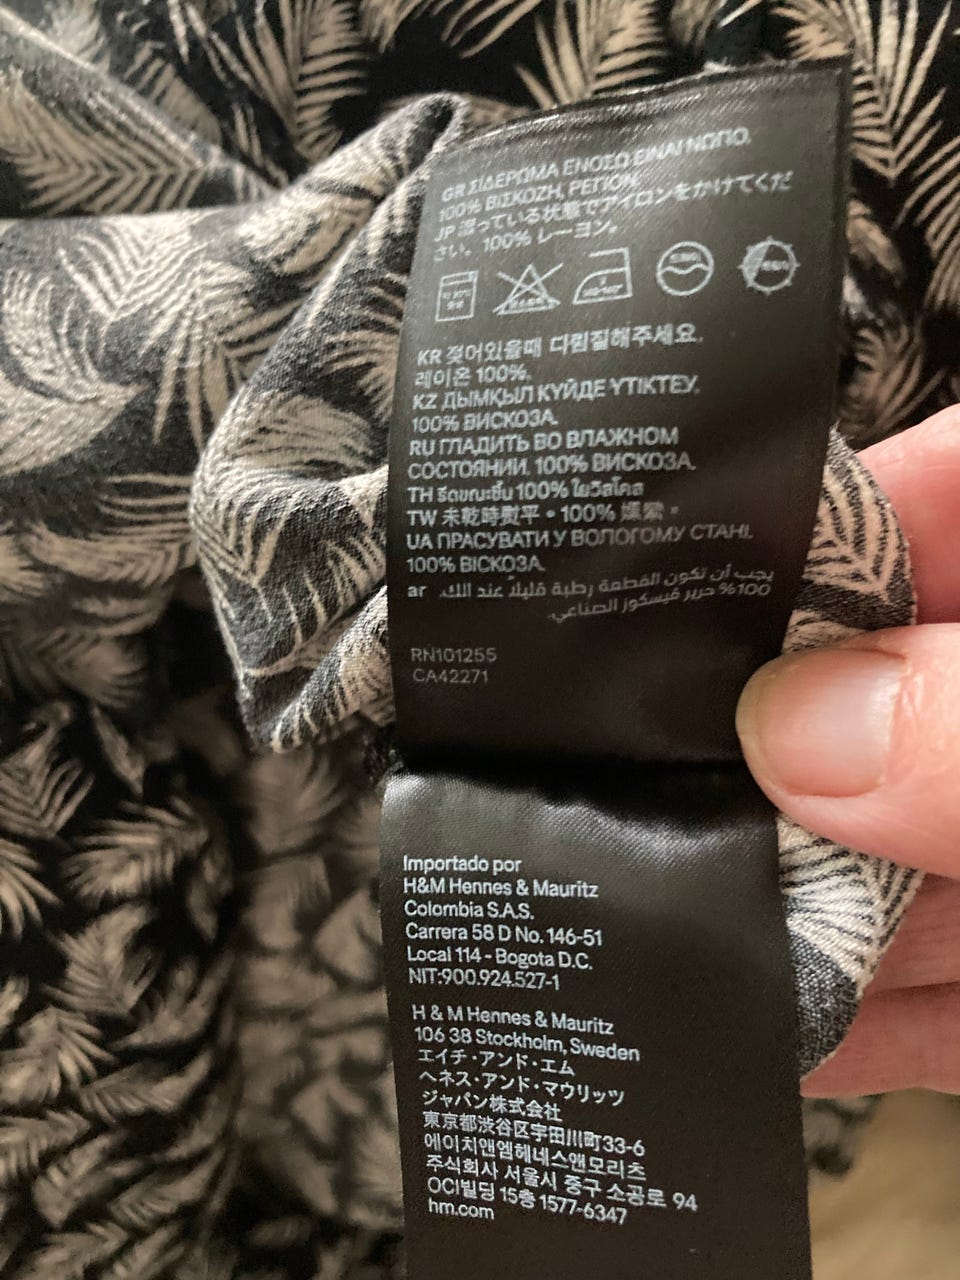 GR ΣΙΔΕΡΩΜΑ ΕΝΟΣΩ ΕΙΝΑΙ ΝΩΠΟ,
100% ΒΙΣΚΟΖΗ, ΡΕΓΙΟΝ.
JP 湿っている状態でアイロンをかけてくだ
さい。100% レーヨン。
KR 젖어있을때 다림질해주세요.
레이온 100%.
KZ ДЫМҚЫЛ КҮЙДЕ ҮТІКТЕУ.
100% ВИСКОЗА.
RU ГЛАДИТЬ ВО ВЛАЖНОМ
СОСТОЯНИИ. 100% ВИСКОЗА.
TH รีดขณะชื้น 100% ใยวิสโคส
TW 未乾時熨平。100% 嫘縈。
UA ПРАСУВАТИ У ВОЛОГОМУ СТАНІ.
100% ВІСКОЗА.
ar يجب أن تكون القطعة رطبة قليلاً عند الكي.
100% حرير فيسكوز الصناعي.
RN101255
CA42271
Importado por
H&M Hennes & Mauritz
Colombia S.A.S.
Carrera 58 D No. 146-51
Local 114 - Bogota D.C.
NIT:900.924.527-1
H & M Hennes & Mauritz
106 38 Stockholm, Sweden
エイチ・アンド・エム
ヘネス・アンド・マウリッツ
ジャパン株式会社
東京都渋谷区宇田川町33-6
에이치앤엠헤네스앤모리츠
주식회사 서울시 중구 소공로 94
OCI빌딩 15층 1577-6347
hm.com